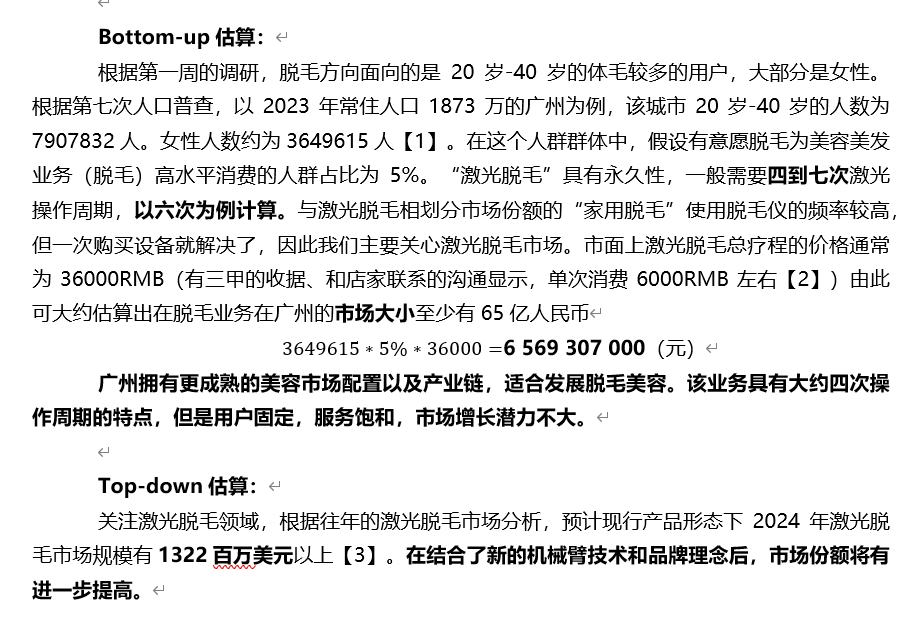 Bottom-up 估算：
根据第一周的调研，脱毛方向面向的是 20 岁-40 岁的体毛较多的用户，大部分是女性。
根据第七次人口普查，以 2023 年常住人口 1873 万的广州为例，该城市 20 岁-40 岁的人数为
7907832 人。女性人数约为 3649615 人【1】。在这个人群群体中，假设有意愿脱毛为美容美发
业务（脱毛）高水平消费的人群占比为 5%。“激光脱毛”具有永久性，一般需要四到七次激光
操作周期，以六次为例计算。与激光脱毛相划分市场份额的“家用脱毛”使用脱毛仪的频率较高，
但一次购买设备就解决了，因此我们主要关心激光脱毛市场。市面上激光脱毛总疗程的价格通常
为 36000RMB（有三甲的收据、和店家联系的沟通显示，单次消费 6000RMB 左右【2】）由此
可大约估算出在脱毛业务在广州的市场大小至少有 65 亿人民币
3649615 * 5% * 36000 =6 569 307 000（元）
广州拥有更成熟的美容市场配置以及产业链，适合发展脱毛美容。该业务具有大约四次操
作周期的特点，但是用户固定，服务饱和，市场增长潜力不大。
Top-down 估算：
关注激光脱毛领域，根据往年的激光脱毛市场分析，预计现行产品形态下 2024 年激光脱
毛市场规模有 1322 百万美元以上【3】。在结合了新的机械臂技术和品牌理念后，市场份额将有
进一步提高。